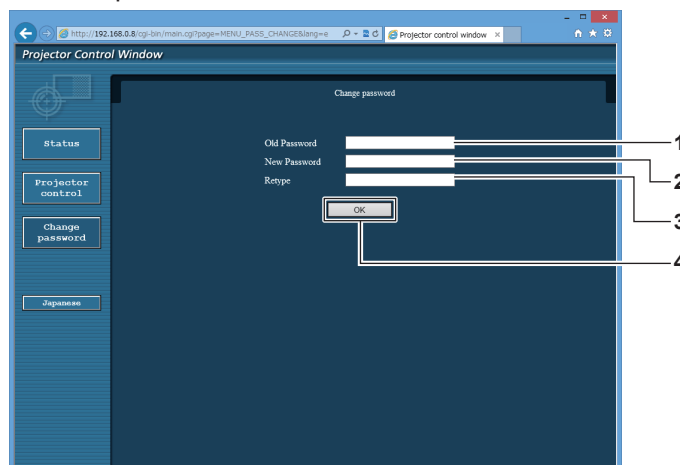 http://192.168.0.8/cgi-bin/main.cgi?page=MENU_PASS_CHANGE&lang=e
Projector control window
Projector Control Window
Change password
Status
Projector
control
Change
password
Japanese
Old Password
New Password
Retype
OK
1
2
3
4